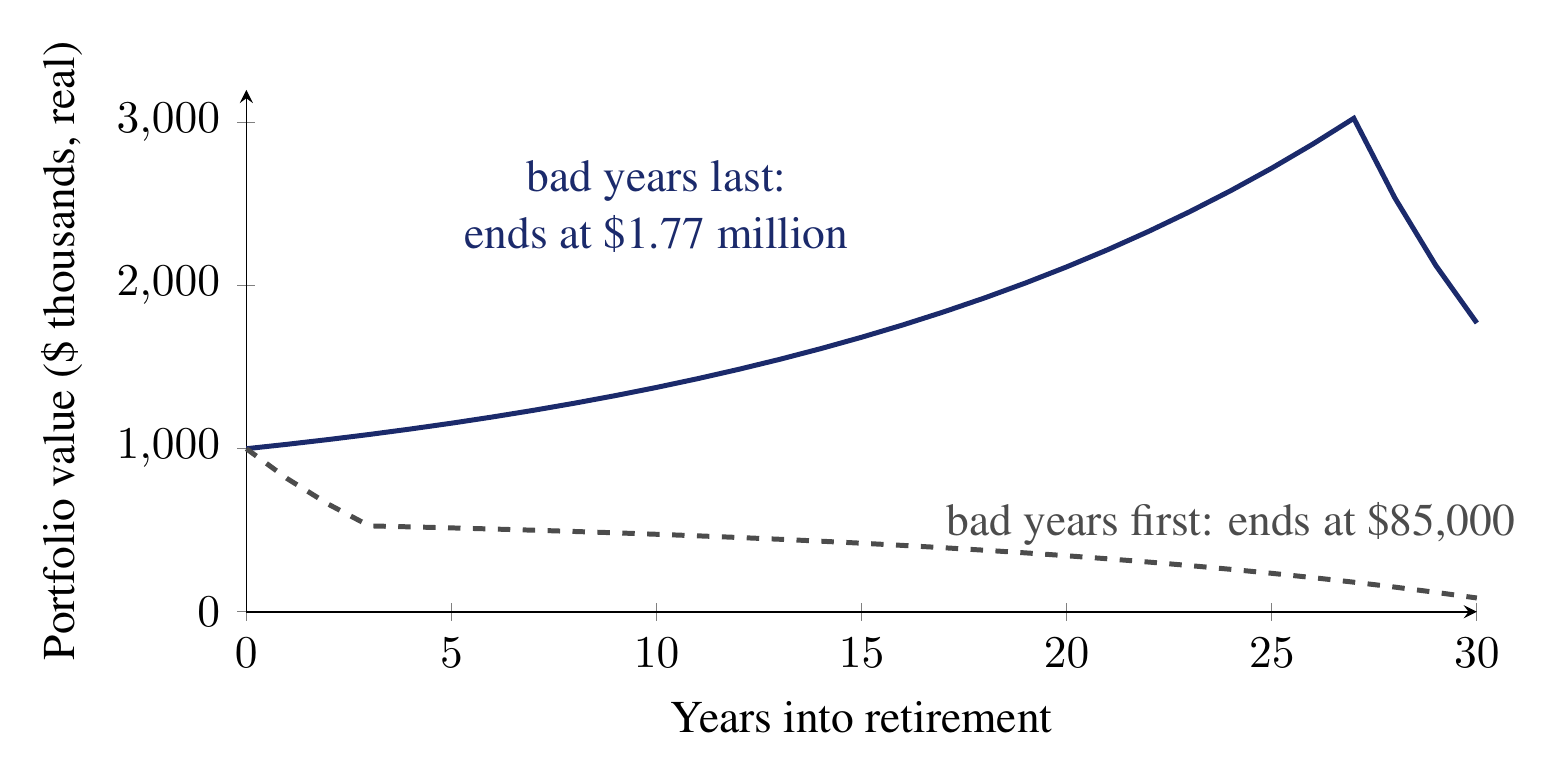 Portfolio value ($ thousands, real)
3,000
2,000
1,000
0
bad years last:
ends at $1.77 million
bad years first: ends at $85,000
0 5 10 15 20 25 30
Years into retirement